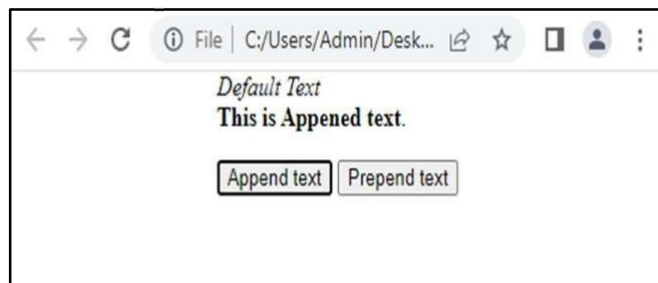 File C:/Users/Admin/Desk...
Default Text
This is Appened text.
Append text Prepend text